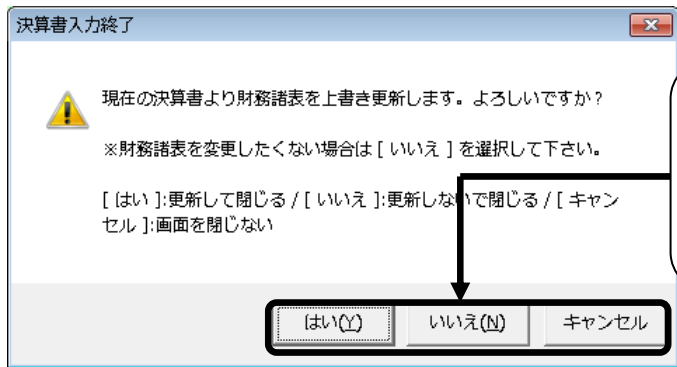 決算書入力終了
現在の決算書より財務諸表を上書き更新します。よろしいですか?
※財務諸表を変更したくない場合は [ いいえ ] を選択して下さい。
[ はい ]:更新して閉じる / [ いいえ ]:更新しないで閉じる / [ キャン
セル ]:画面を閉じない
はい(Y)
いいえ(N)
キャンセル